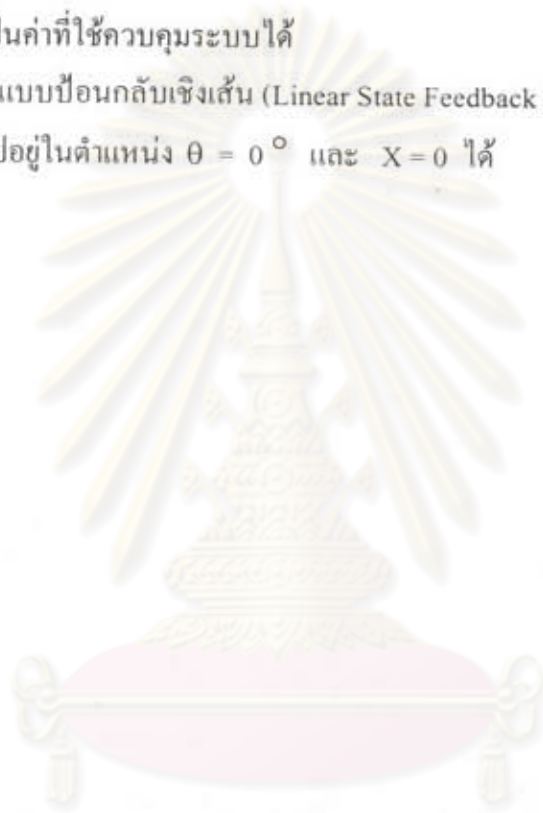 ป็นค่าที่ใช้ควบคุมระบบได้
แบบป้อนกลับเชิงเส้น (Linear State Feedback
ปอยู่ในตำแหน่ง θ = 0° และ X = 0 ได้